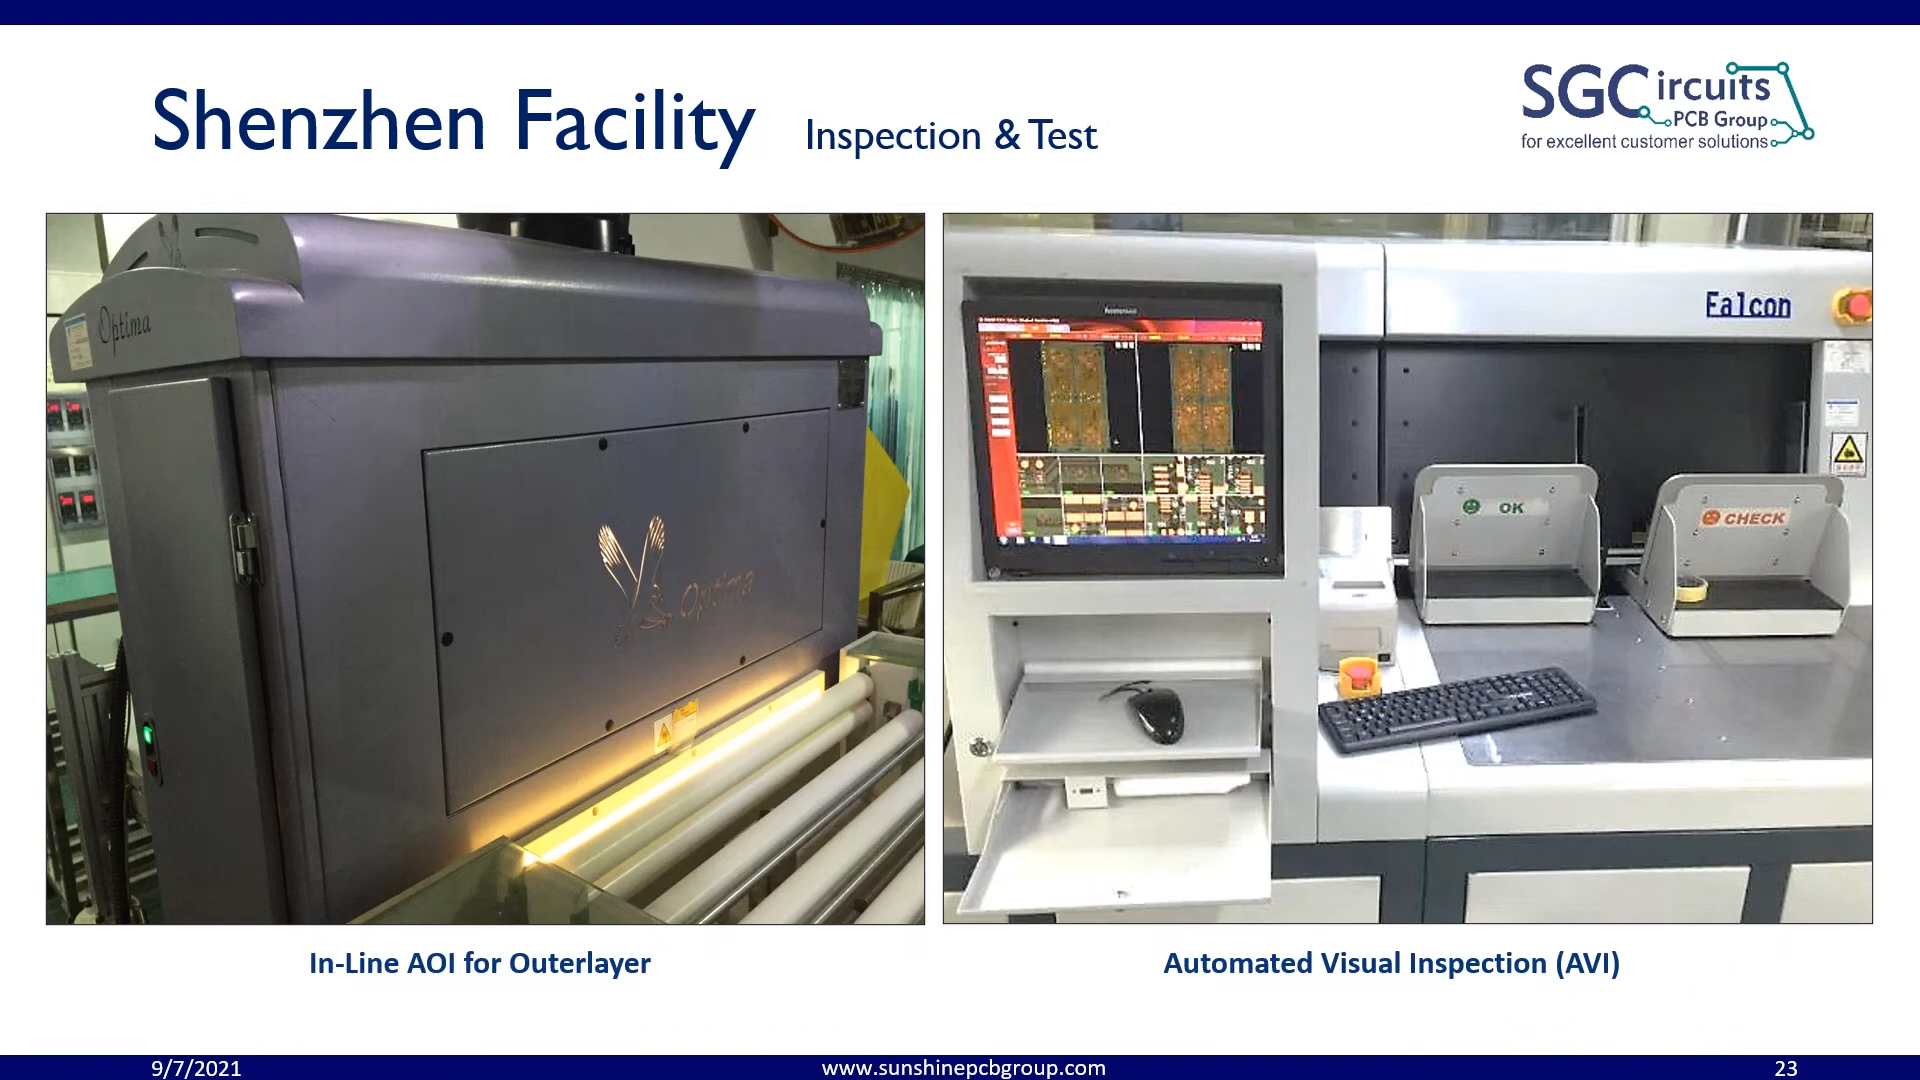 Shenzhen Facility Inspection & Test
SGCircuits
PCB Group
for excellent customer solutions
Optima
Optima
Falcon
OK
CHECK
In-Line AOI for Outerlayer
Automated Visual Inspection (AVI)
9/7/2021
www.sunshinepcbgroup.com
23